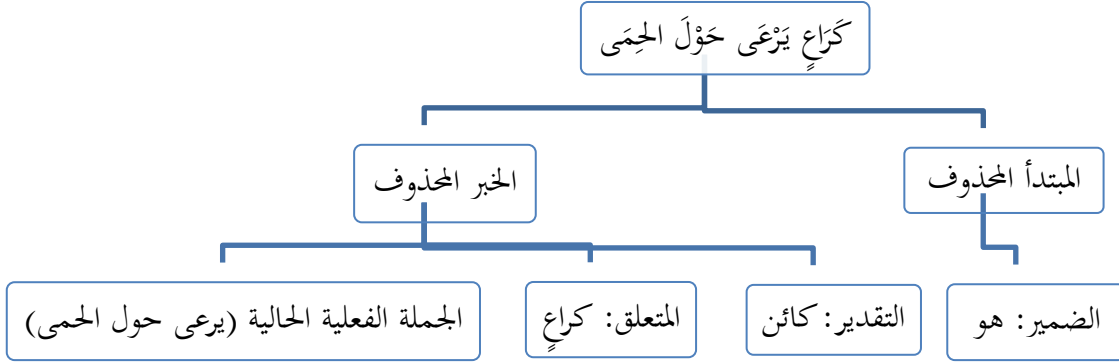 كَرَاعٍ يَرْعَى حَوْلَ الحِمَى
المبتدأ المحذوف
الخبر المحذوف
الضمير: هو
التقدير: كائن
المتعلق: كراعٍ
الجملة الفعلية الحالية (يرعى حول الحمى)